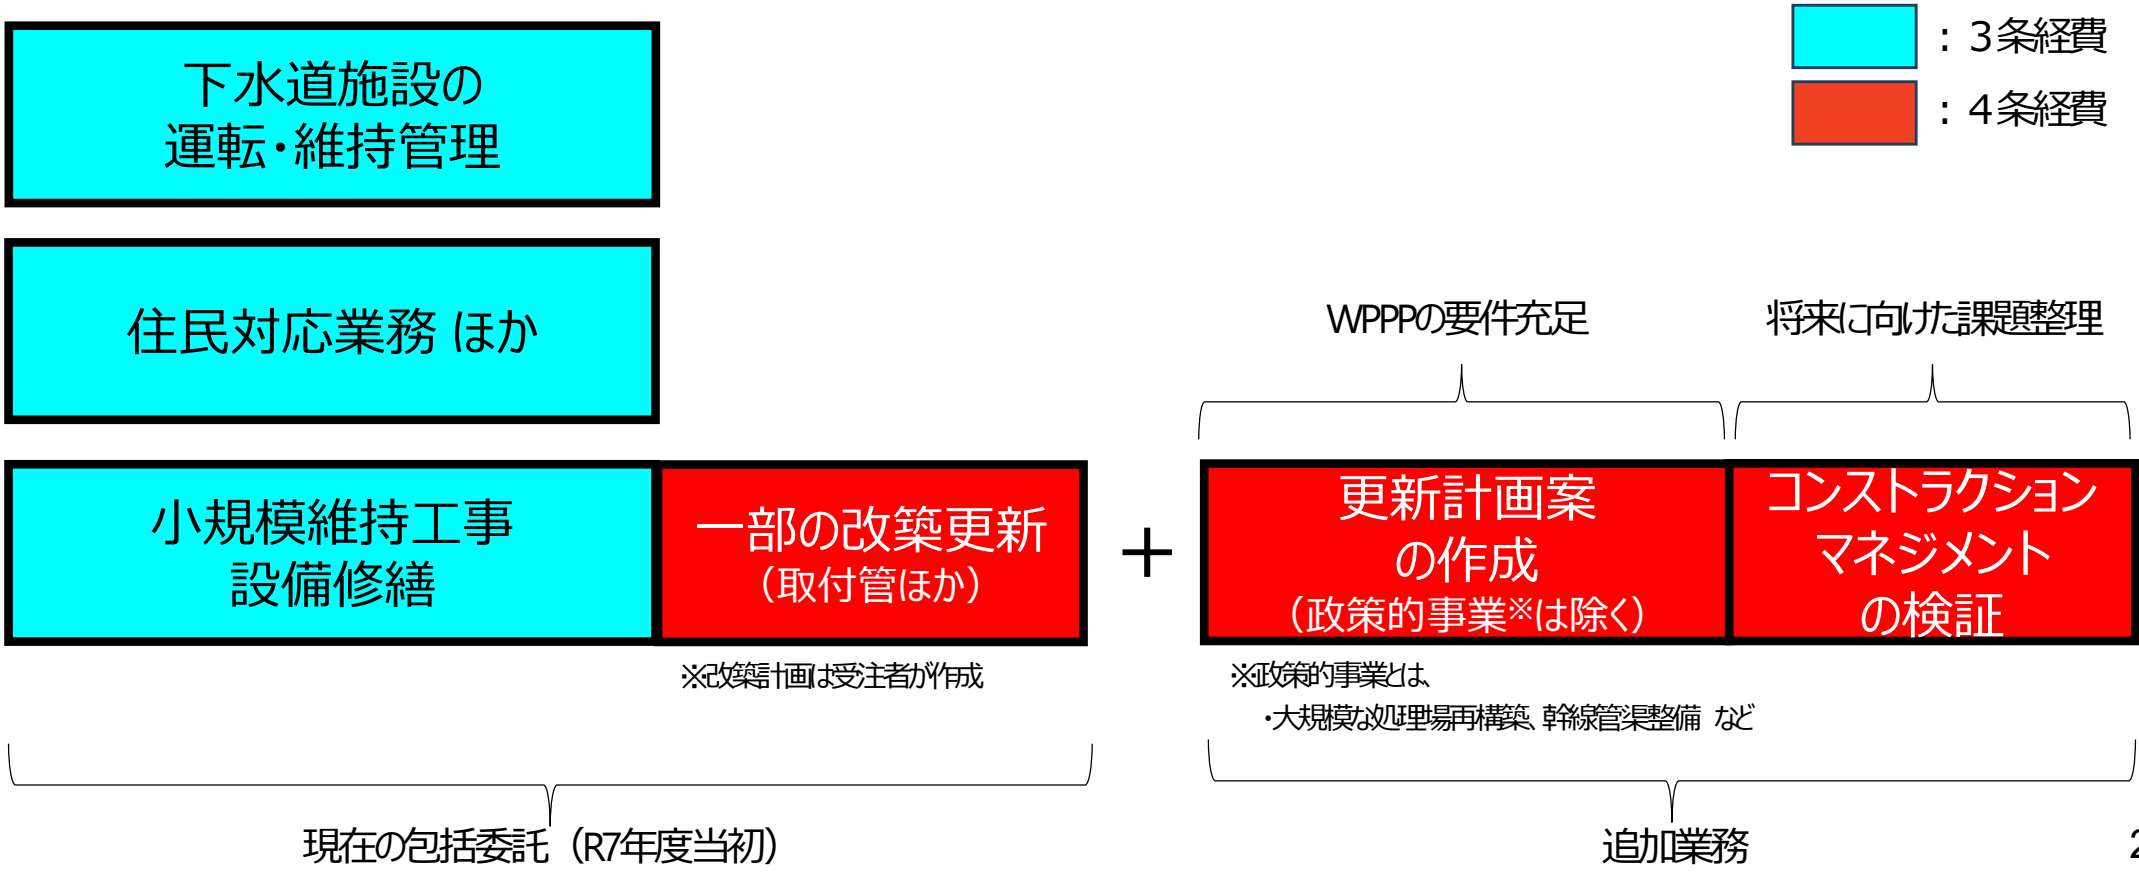 ：３条経費
：４条経費
下水道施設の
運転・維持管理
住民対応業務 ほか
WPPPの要件充足
将来に向けた課題整理
小規模維持工事
設備修繕
一部の改築更新
（取付管ほか）
＋
更新計画案
の作成
（政策的事業※は除く）
コンストラクション
マネジメント
の検証
※改築計画は受注者が作成
※政策的事業とは、
・大規模な処理場再構築、幹線管渠整備 など
現在の包括委託（R7年度当初）
追加業務